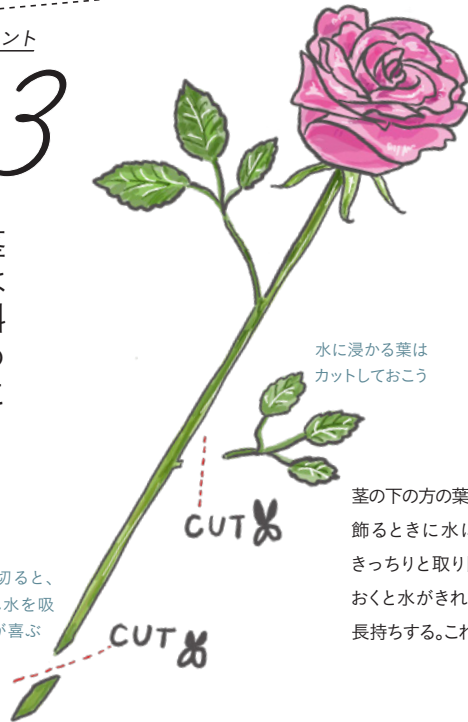 ント
3
水に浸かる葉は
カットしておこう
CUT
茎の下の方の葉
飾るときに水に
きっちりと取り
おくと水がきれ
長持ちする。これ
切ると、
水を吸
が喜ぶ
CUT